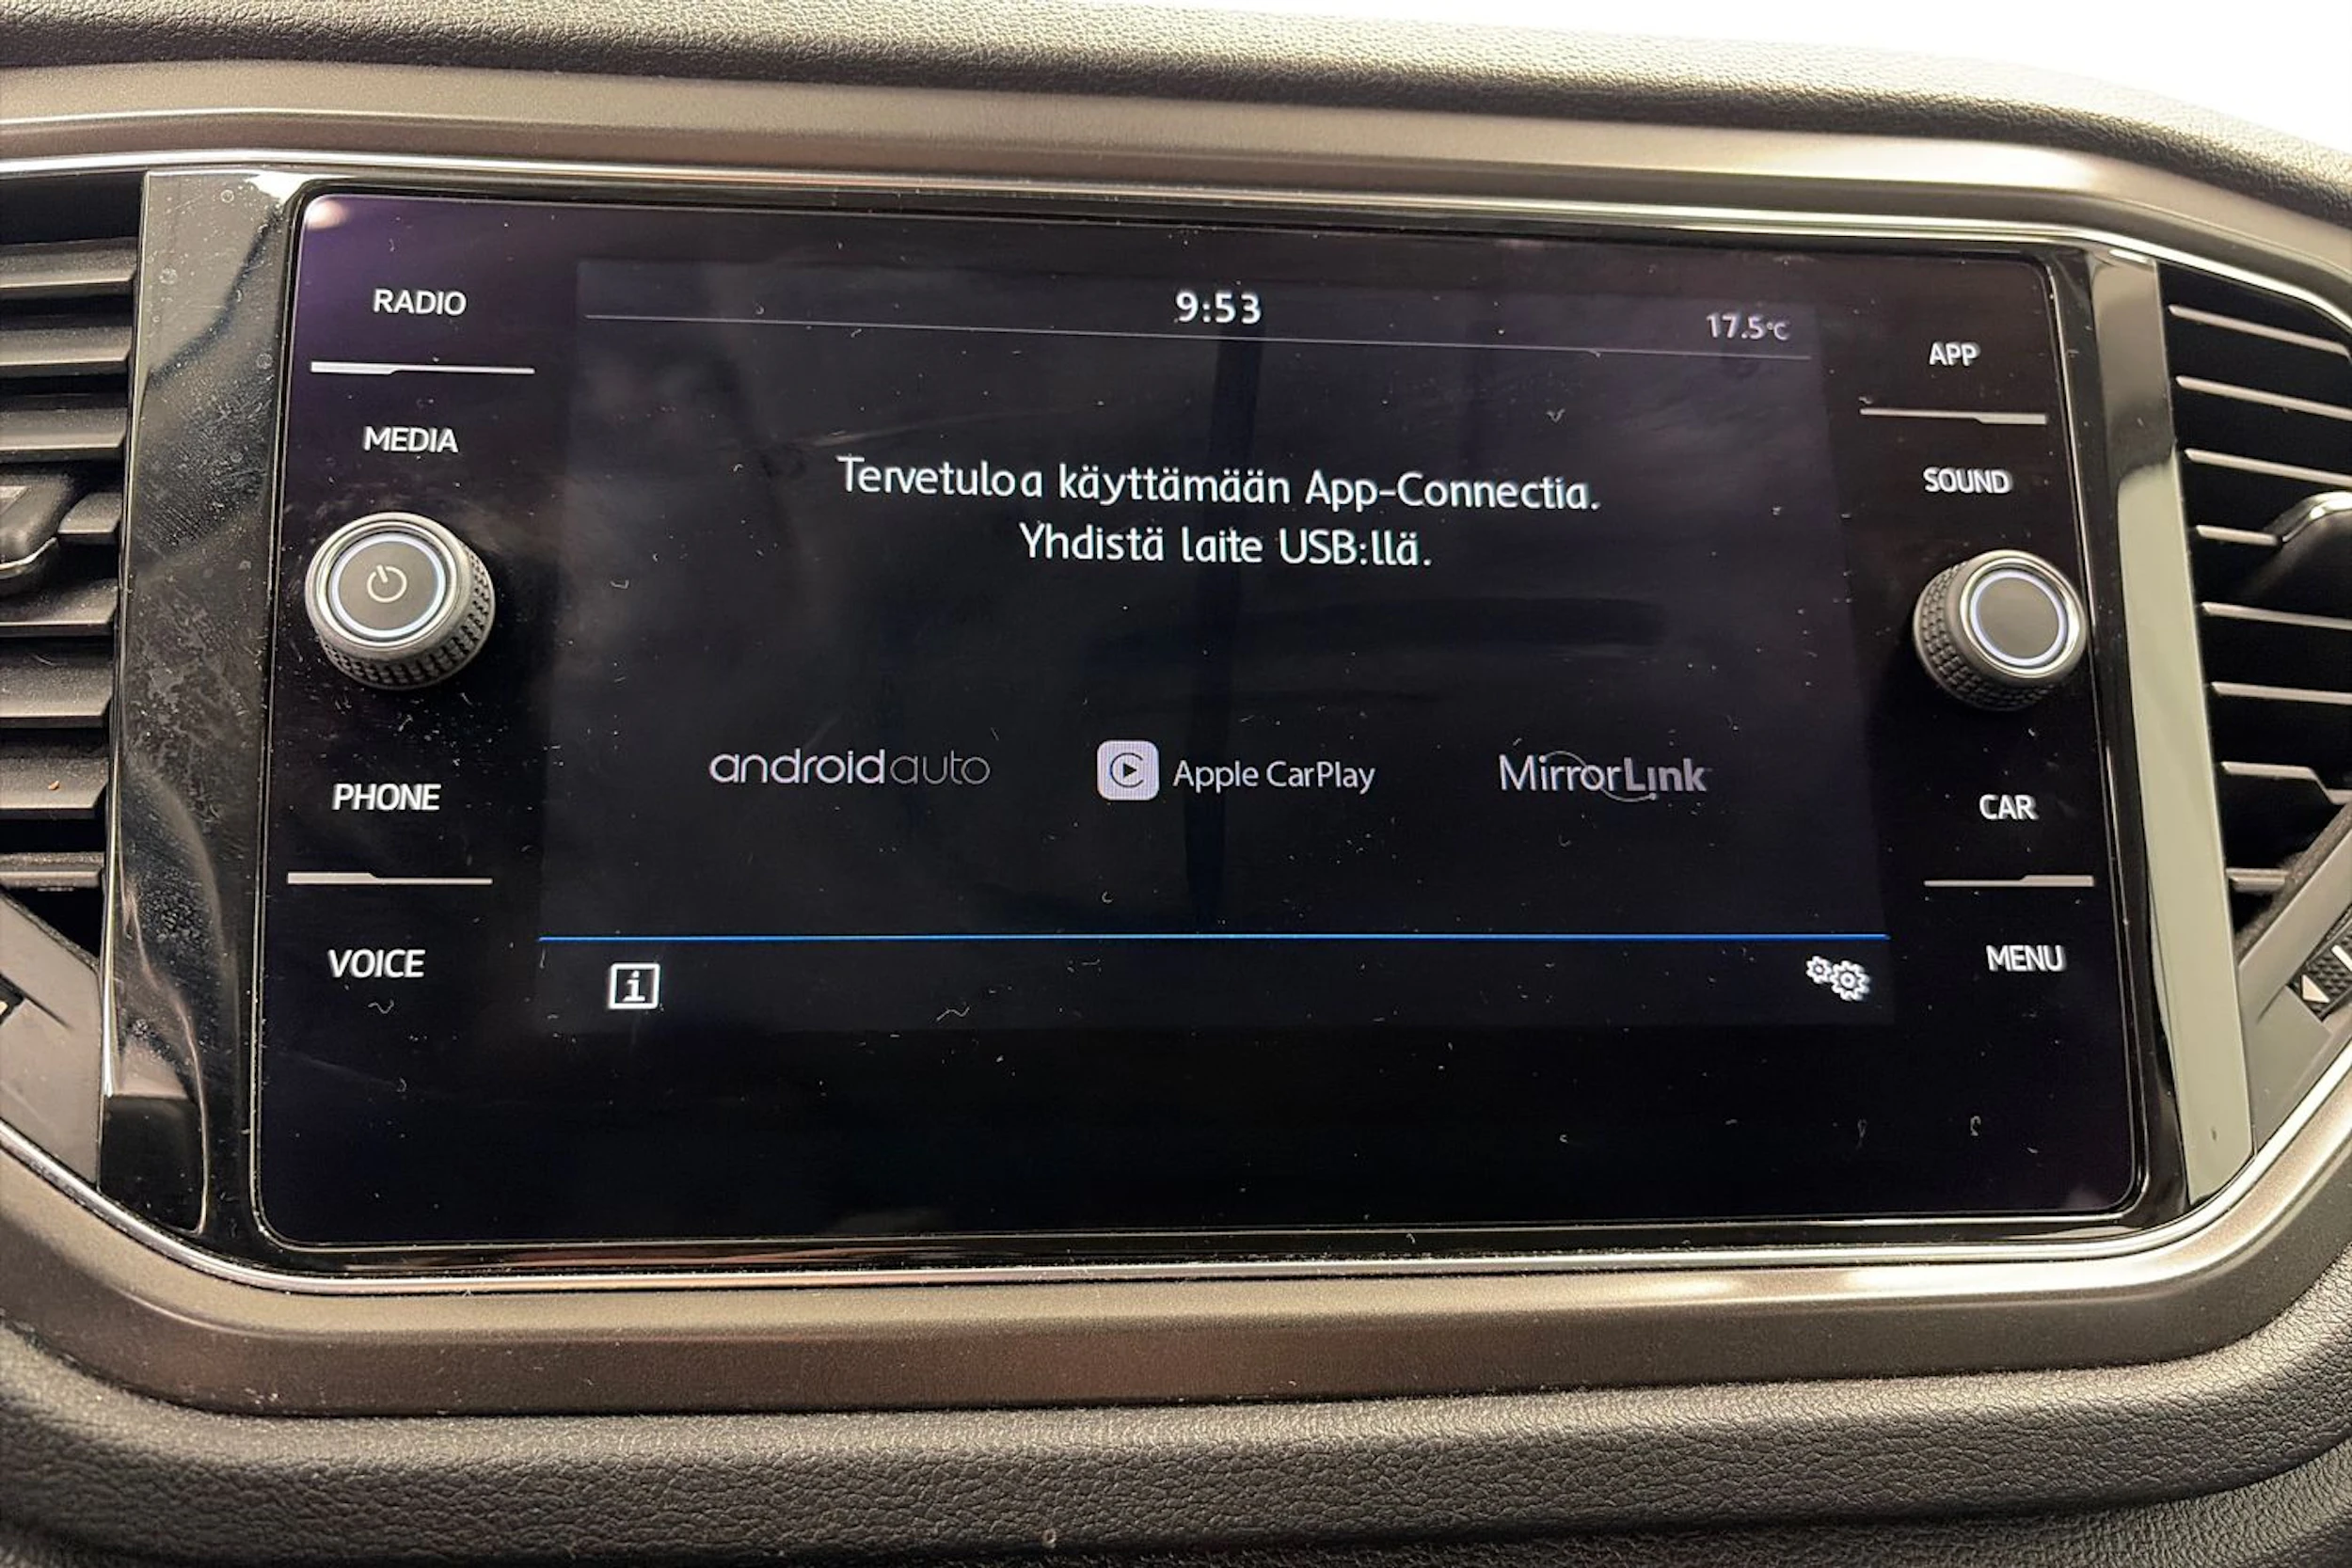 RADIO
MEDIA
PHONE
VOICE
9:53
17.5°C
Tervetuloa käyttämään App-Connectia.
Yhdistä laite USB:llä.
androidauto
Apple CarPlay
MirrorLink
i
APP
SOUND
CAR
MENU